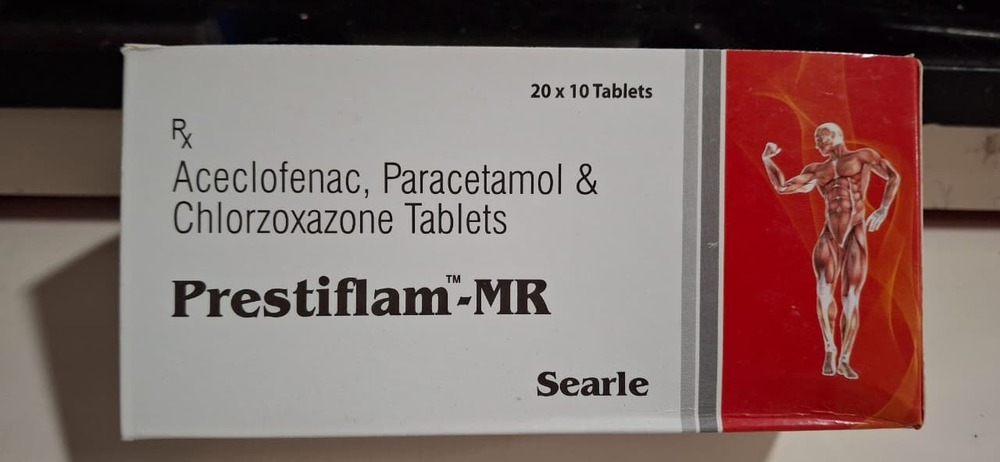 20 x 10 Tablets
Rx
Aceclofenac, Paracetamol &
Chlorzoxazone Tablets
Prestiflam™-MR
Searle